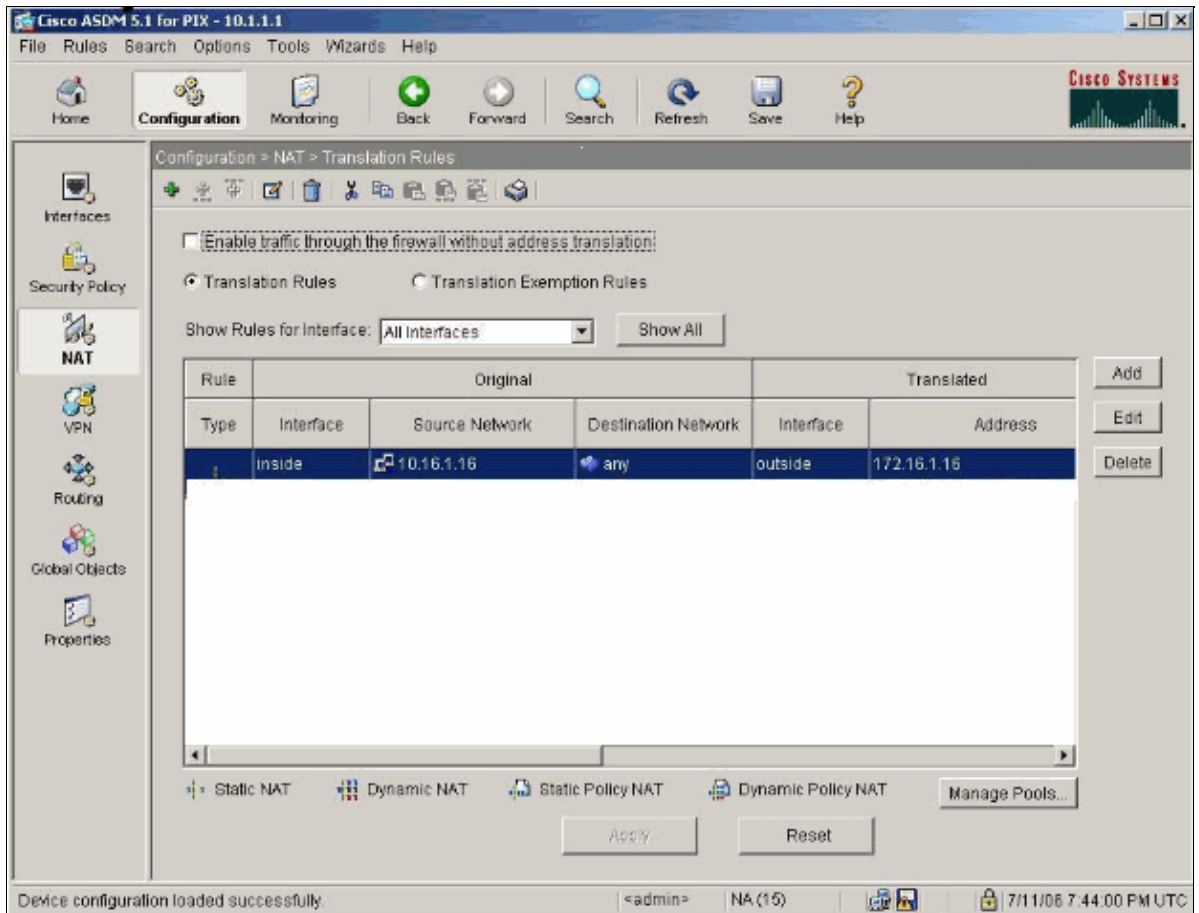 Cisco ASDM 5.1 for PIX - 10.1.1.1
File Rules Search Options Tools Wizards Help
Home Configuration Monitoring Back Forward Search Refresh Save Help
CISCO SYSTEMS
Configuration > NAT > Translation Rules
Interfaces
Security Policy
NAT
VPN
Routing
Global Objects
Properties
Enable traffic through the firewall without address translation
Translation Rules Translation Exemption Rules
Show Rules for Interface: All Interfaces Show All
Rule Original Translated
Type Interface Source Network Destination Network Interface Address
inside 10.16.1.16 any outside 172.16.1.16
Add
Edit
Delete
Static NAT Dynamic NAT Static Policy NAT Dynamic Policy NAT Manage Pools...
Apply Reset
Device configuration loaded successfully. <admin> NA (15) 7/11/06 7:44:00 PM UTC